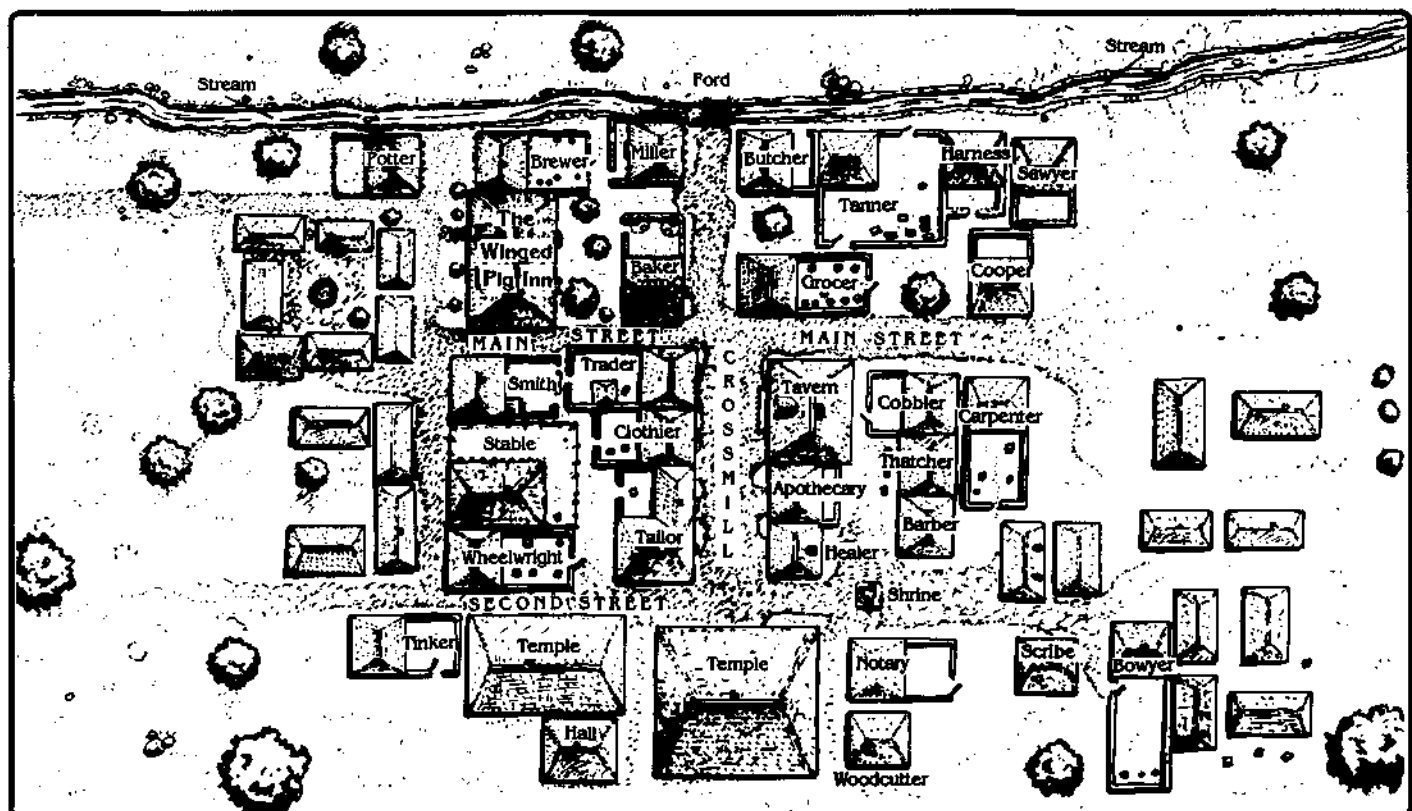 Stream
Stream
Ford
Potter
Brewer
Miller
Butcher
Harness
Sawyer
Tanner
The
Winged
Pig Inn
Baker
Grocer
Cooper
MAIN STREET
MAIN STREET
CROSSMILL
Smith
Trader
Tavern
Cobbler
Carpenter
Stable
Clothier
Thatcher
Apothecary
Barber
Wheelwright
Tailor
Healer
Shrine
SECOND STREET
Tinker
Temple
Temple
Notary
Scribe
Bowyer
Hall
Woodcutter